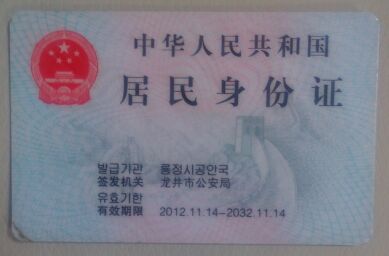 中华人民共和国
居民身份证
발급기관 룡정시공안국
签发机关 龙井市公安局
유효기한
有效期限 2012.11.14-2032.11.14